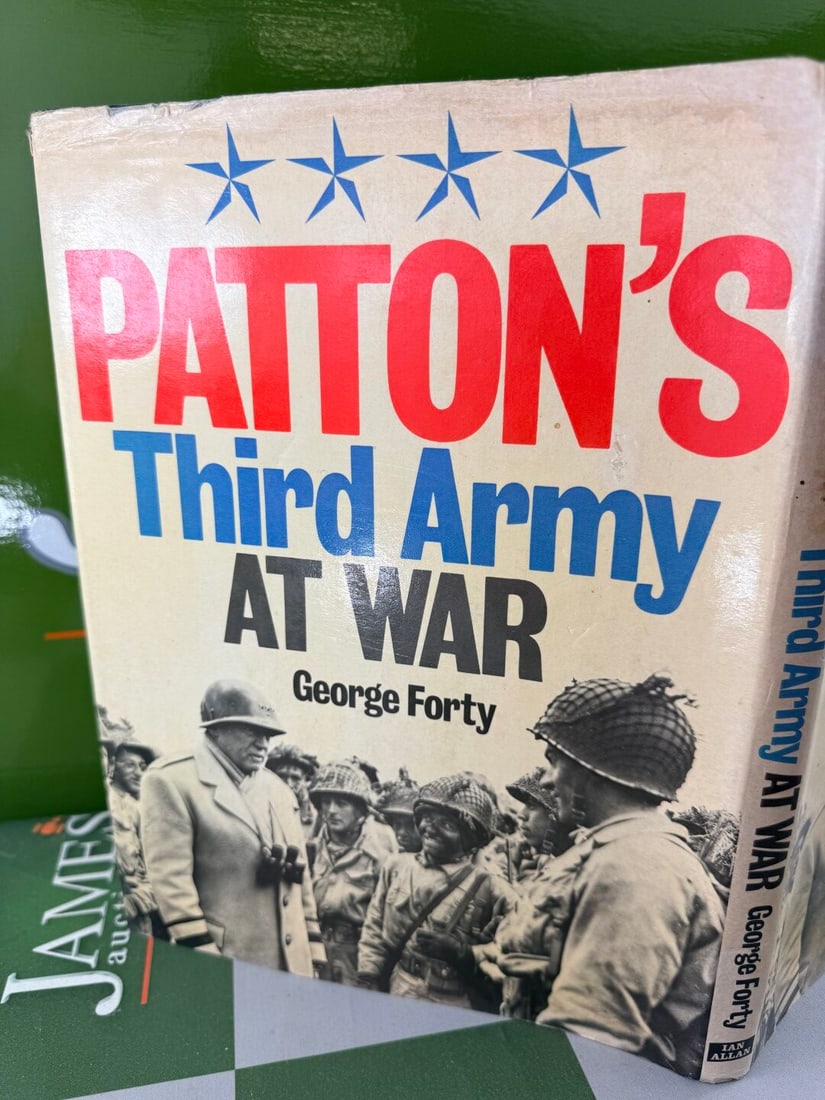 PATTON'S
Third Army
AT WAR
George Forty
Third Army AT WAR George Forty
IAN
ALLAN
JAMES